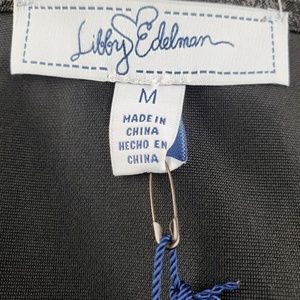 Libby Edelman
M
MADE IN
CHINA
HECHO EN
CHINA